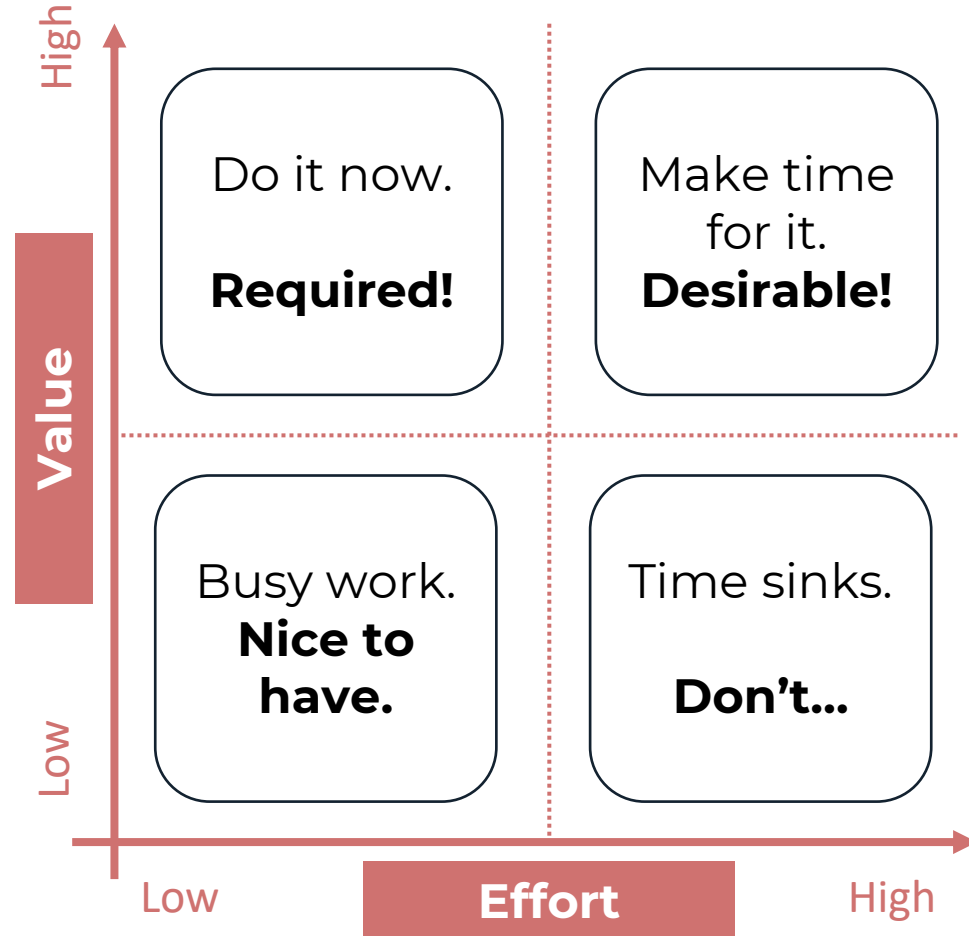 High
Do it now.
Required!
Make time
for it.
Desirable!
Value
Busy work.
Nice to
have.
Time sinks.
Don’t...
Low
Low
Effort
High